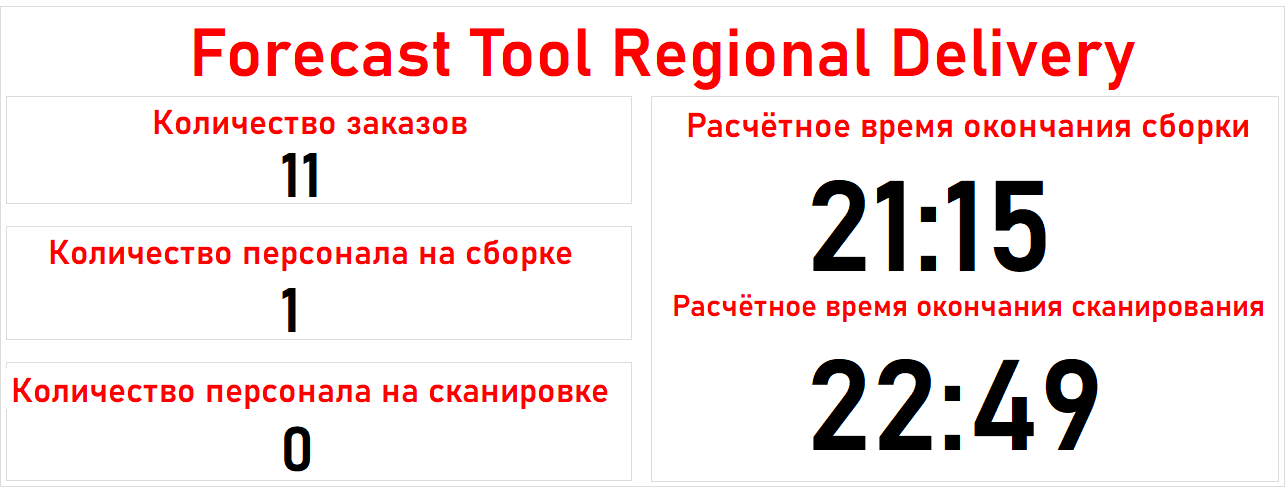 Forecast Tool Regional Delivery
Количество заказов
11
Количество персонала на сборке
1
Количество персонала на сканировке
0
Расчётное время окончания сборки
21:15
Расчётное время окончания сканирования
22:49